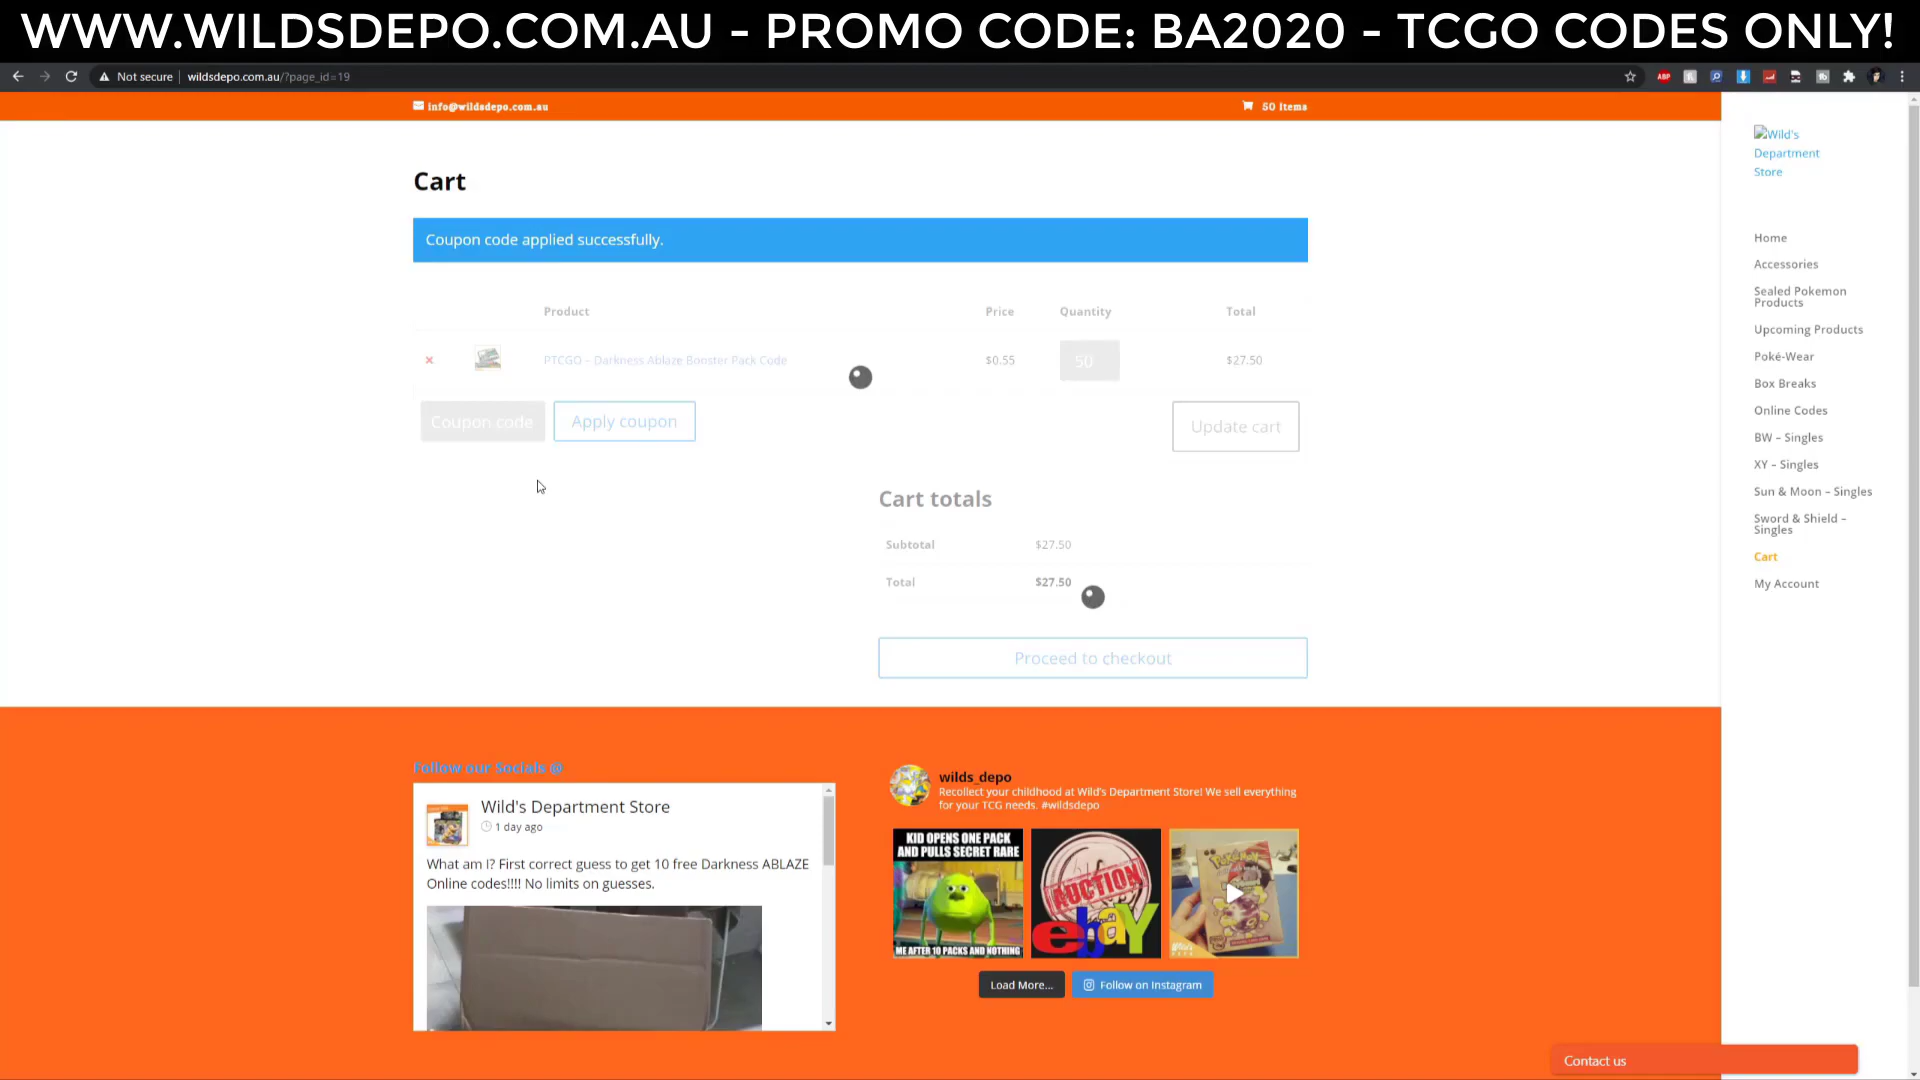 WWW.WILDSDEPO.COM.AU - PROMO CODE: BA2020 - TCGO CODES ONLY!
Not secure | wildsdepo.com.au/?page_id=19
info@wildsdepo.com.au
50 Items
Cart
Coupon code applied successfully.
Product Price Quantity Total
× PTCGO – Darkness Ablaze Booster Pack Code $0.55 50 $27.50
Coupon code
Apply coupon
Update cart
Cart totals
Subtotal $27.50
Total $27.50
Proceed to checkout
Wild's
Department
Store
Home
Accessories
Sealed Pokemon
Products
Upcoming Products
Poké-Wear
Box Breaks
Online Codes
BW – Singles
XY – Singles
Sun & Moon – Singles
Sword & Shield –
Singles
Cart
My Account
Follow our Socials @
Wild's Department Store
1 day ago
What am I? First correct guess to get 10 free Darkness ABLAZE
Online codes!!!! No limits on guesses.
wilds_depo
Recollect your childhood at Wild's Department Store! We sell everything
for your TCG needs. #wildsdepo
KID OPENS ONE PACK
AND PULLS SECRET RARE
ME AFTER 10 PACKS AND NOTHING
AUCTION
ebay
Load More...
Follow on Instagram
Contact us